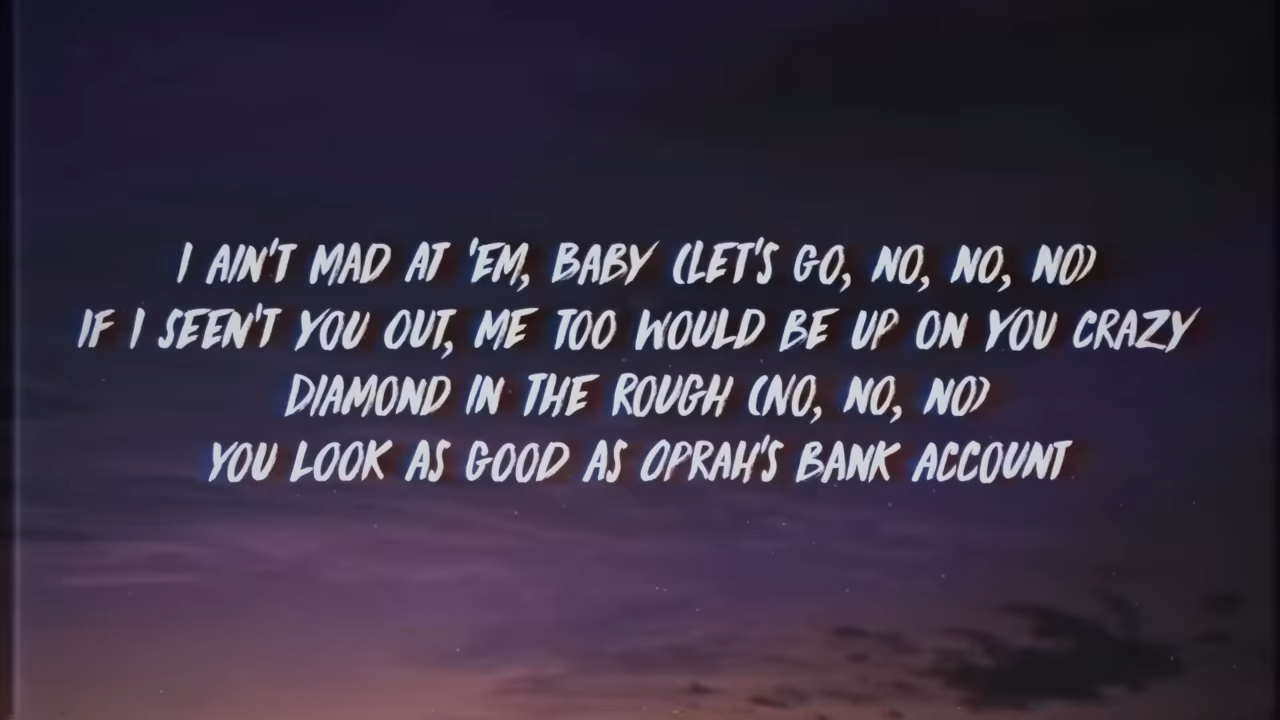 I AIN'T MAD AT 'EM, BABY (LET'S GO, NO, NO, NO)
IF I SEEN'T YOU OUT, ME TOO WOULD BE UP ON YOU CRAZY
DIAMOND IN THE ROUGH (NO, NO, NO)
YOU LOOK AS GOOD AS OPRAH'S BANK ACCOUNT